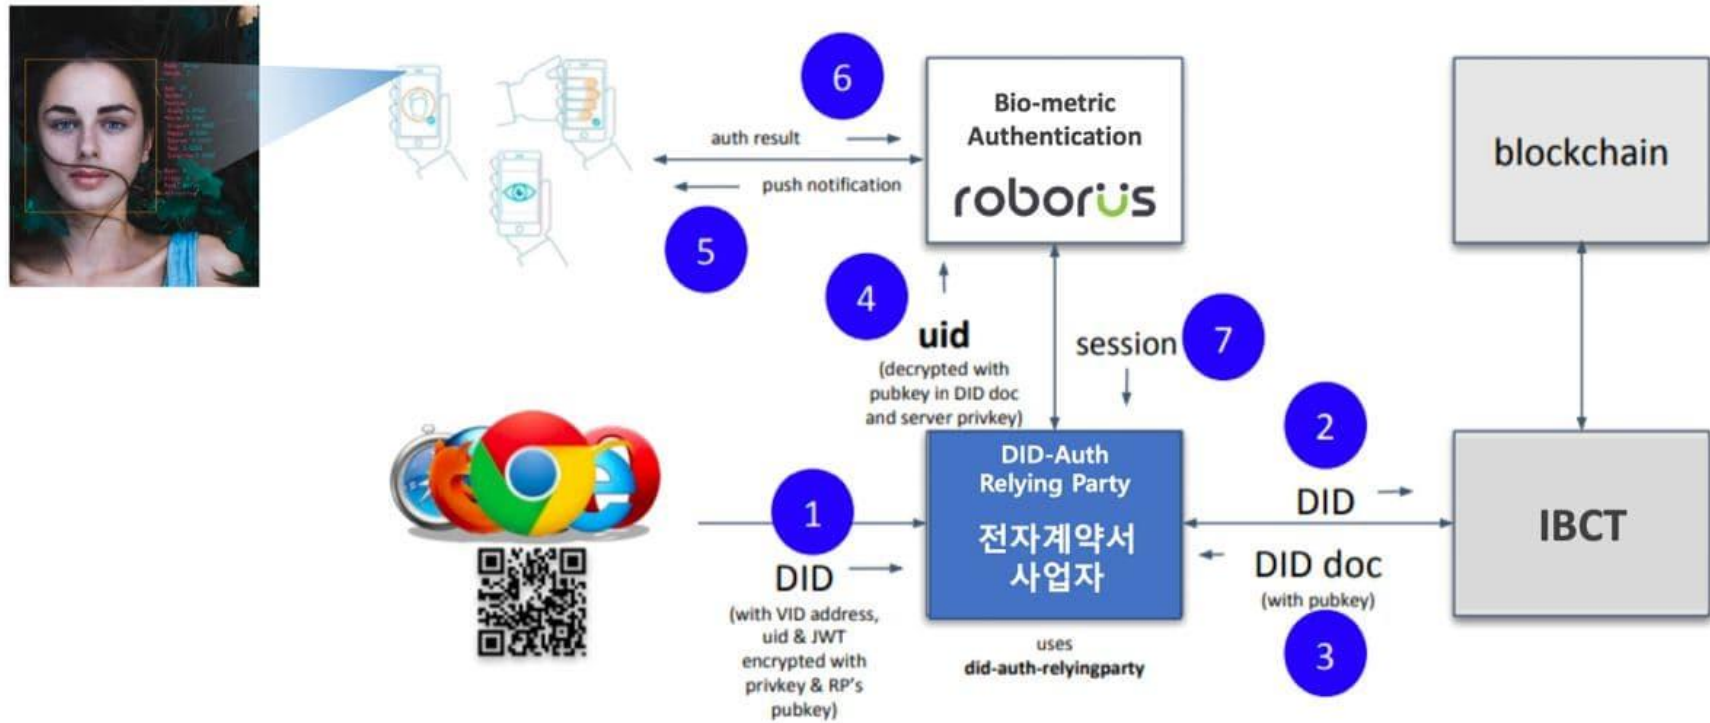 6
auth result
push notification
5
Bio-metric
Authentication
roborus
blockchain
4
uid
(decrypted with
pubkey in DID doc
and server privkey)
session
7
2
DID
1
DID
(with VID address,
uid & JWT
encrypted with
privkey & RP's
pubkey)
DID-Auth
Relying Party
전자계약서
사업자
uses
did-auth-relyingparty
DID doc
(with pubkey)
3
IBCT